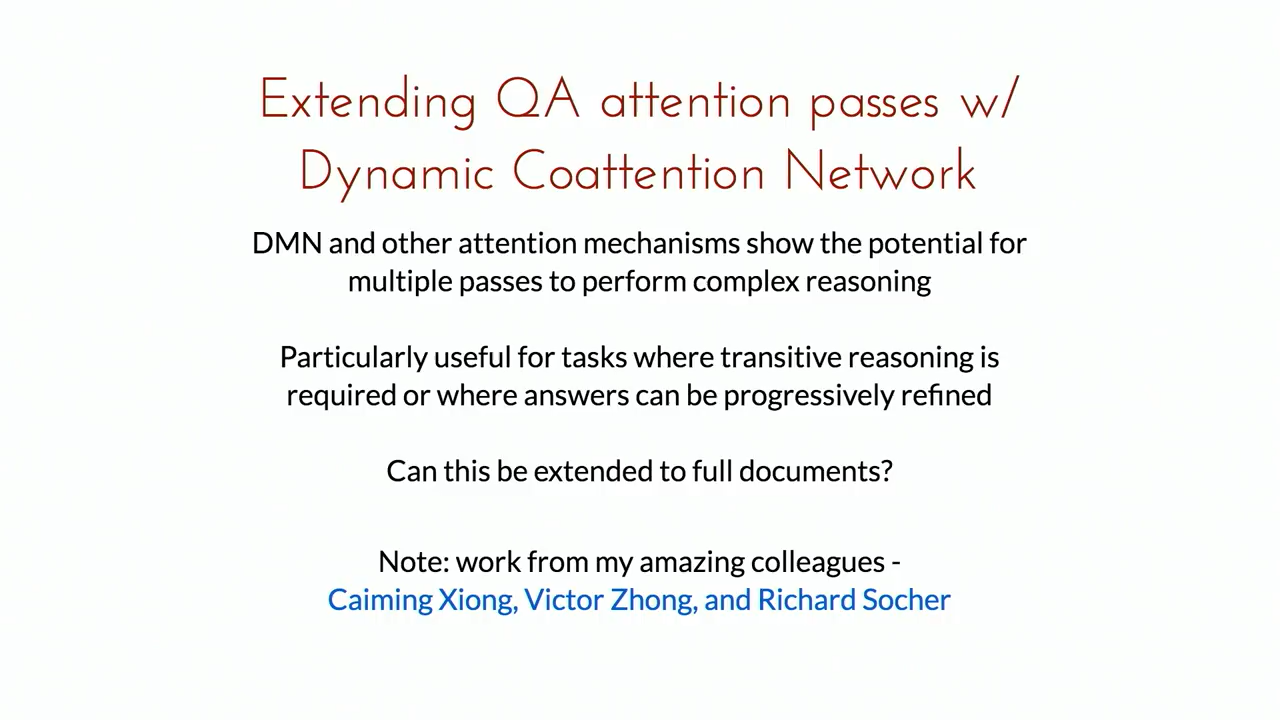 Extending QA attention passes w/
Dynamic Coattention Network
DMN and other attention mechanisms show the potential for
multiple passes to perform complex reasoning
Particularly useful for tasks where transitive reasoning is
required or where answers can be progressively refined
Can this be extended to full documents?
Note: work from my amazing colleagues -
Caiming Xiong, Victor Zhong, and Richard Socher